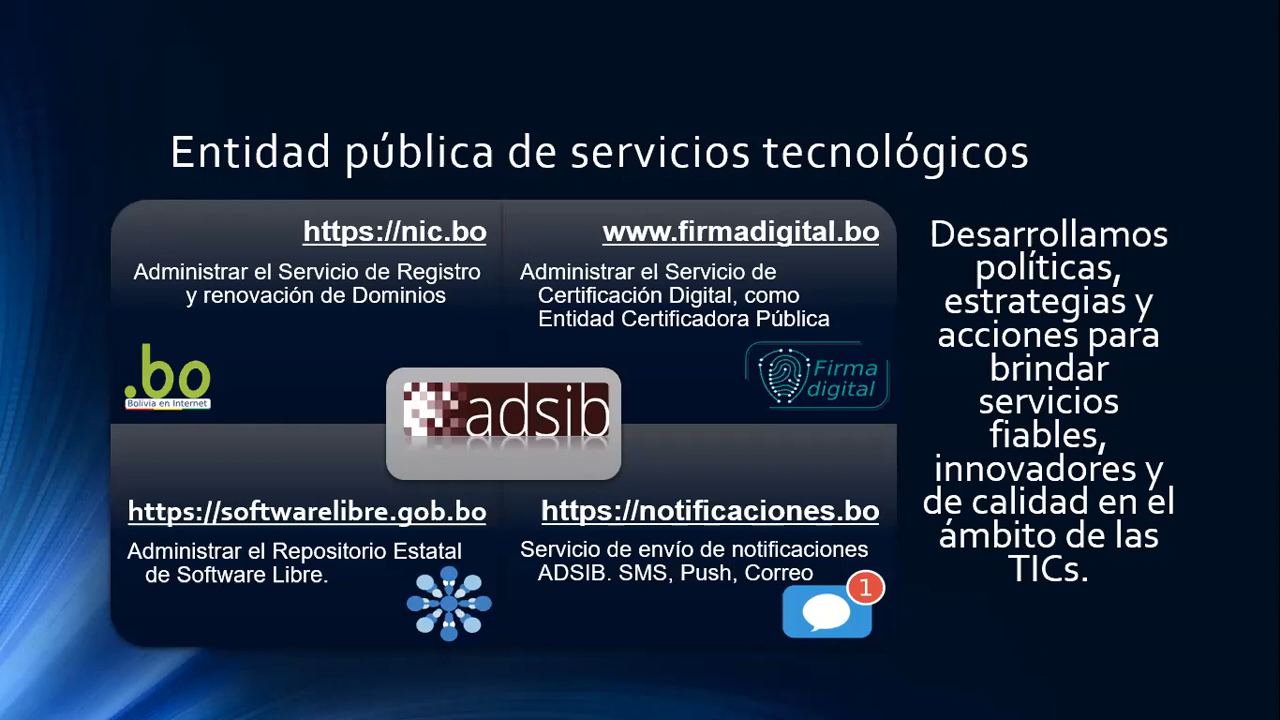 Entidad pública de servicios tecnológicos
https://nic.bo
Administrar el Servicio de Registro
y renovación de Dominios
.bo
Bolivia en Internet
www.firmadigital.bo
Administrar el Servicio de
Certificación Digital, como
Entidad Certificadora Pública
Firma
digital
adsib
https://softwarelibre.gob.bo
Administrar el Repositorio Estatal
de Software Libre.
https://notificaciones.bo
Servicio de envío de notificaciones
ADSIB. SMS, Push, Correo
1
Desarrollamos
políticas,
estrategias y
acciones para
brindar
servicios
fiables,
innovadores y
de calidad en el
ámbito de las
TICs.